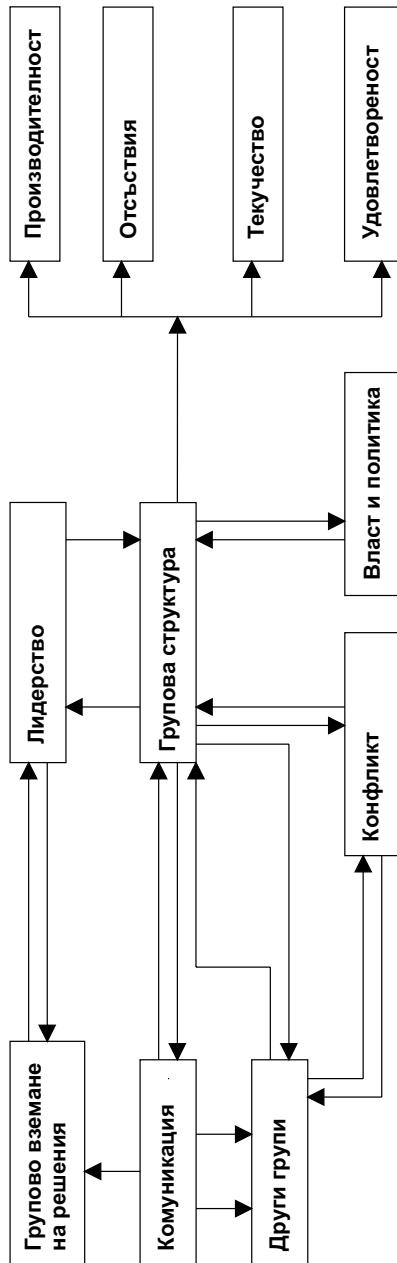 Групово вземане
на решения
Комуникация
Други групи
Лидерство
Групова структура
Конфликт
Власт и политика
Производителност
Отсъствия
Текучество
Удовлетвореност